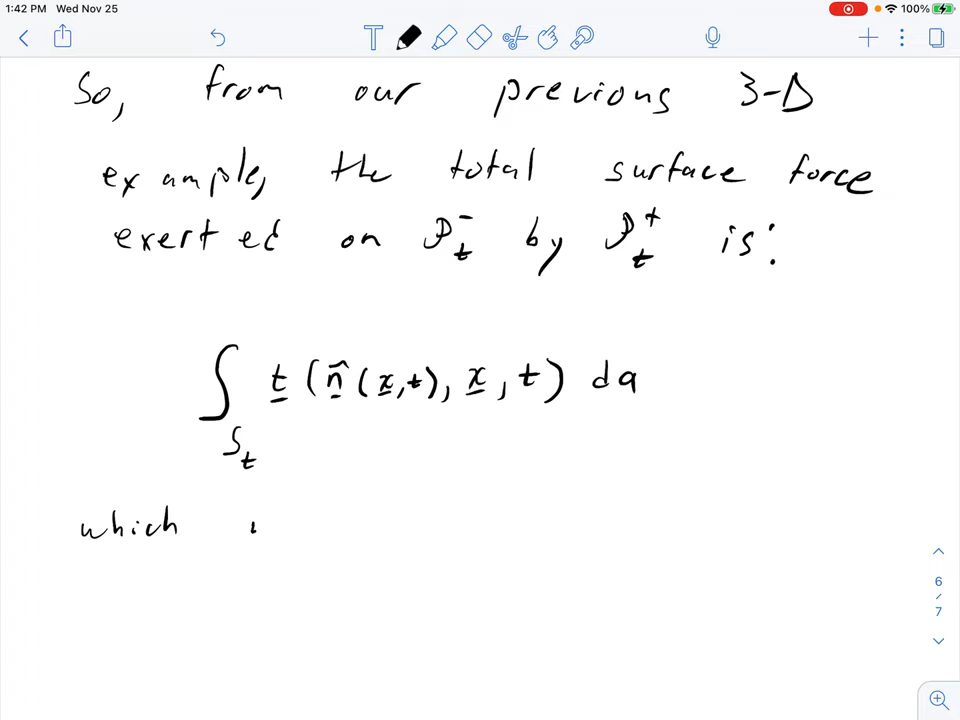 1:42 PM Wed Nov 25
100%
So, from our previous 3-D
example, the total surface force
exerted on 𝒫ₜ⁻ by 𝒫ₜ⁺ is:
∫_{Sₜ} t̲ (n̲̂ (x̲,t), x̲, t) da
which
6
/
7